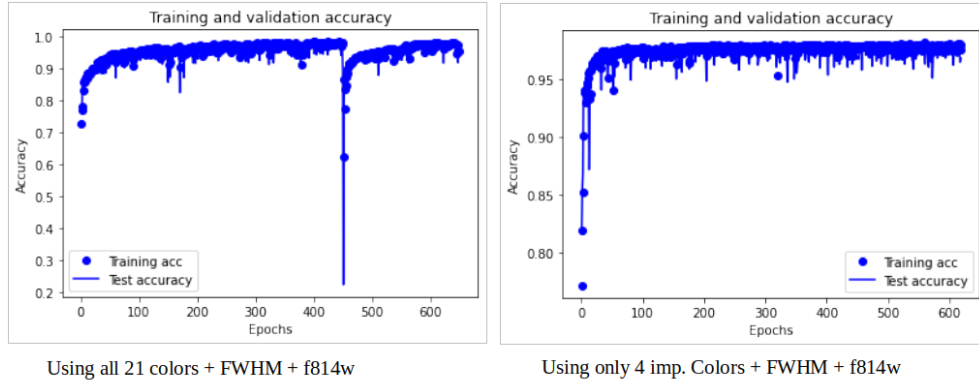 Training and validation accuracy
1.0
0.9
0.8
0.7
0.6
0.5
0.4
0.3
0.2
Accuracy
Training acc
Test accuracy
0 100 200 300 400 500 600
Epochs
Using all 21 colors + FWHM + f814w
Training and validation accuracy
0.95
0.90
0.85
0.80
Accuracy
Training acc
Test accuracy
0 100 200 300 400 500 600
Epochs
Using only 4 imp. Colors + FWHM + f814w